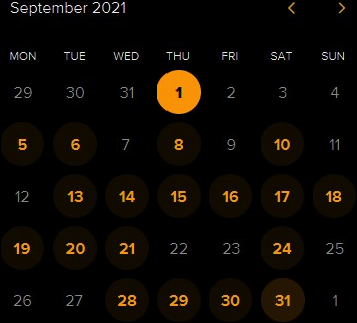 September 2021 < >
MON TUE WED THU FRI SAT SUN
29 30 31 1 2 3 4
5 6 7 8 9 10 11
12 13 14 15 16 17 18
19 20 21 22 23 24 25
26 27 28 29 30 31 1